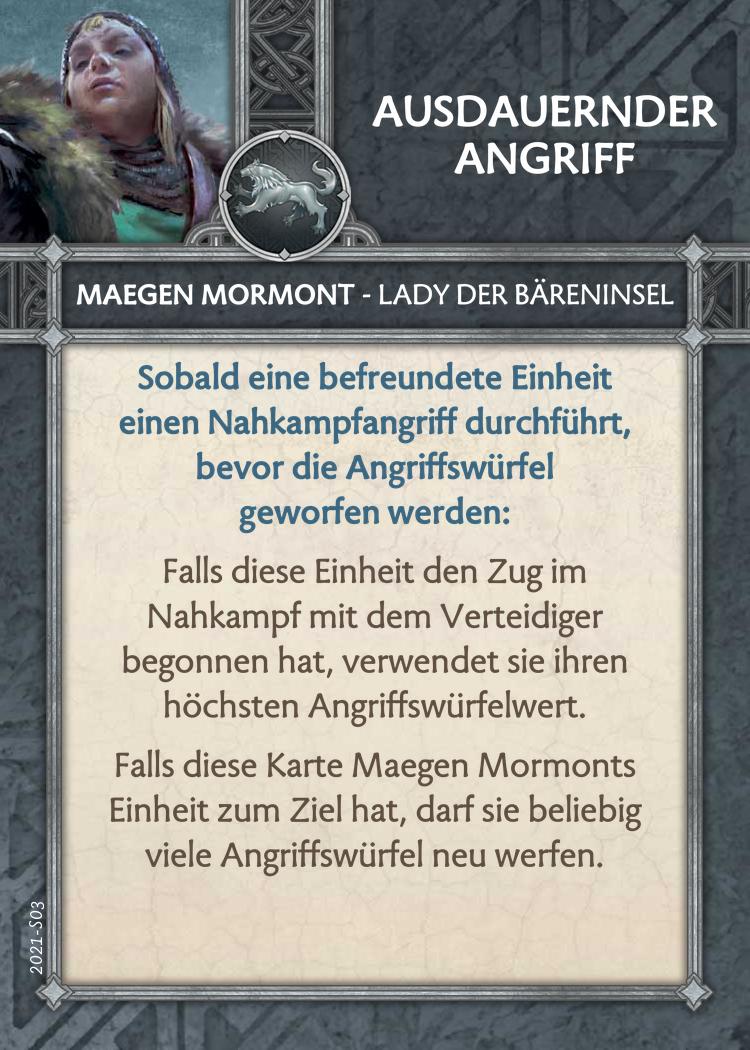 AUSDAUERNDER
ANGRIFF
MAEGEN MORMONT - LADY DER BÄRENINSEL
Sobald eine befreundete Einheit
einen Nahkampfangriff durchführt,
bevor die Angriffswürfel
geworfen werden:
Falls diese Einheit den Zug im
Nahkampf mit dem Verteidiger
begonnen hat, verwendet sie ihren
höchsten Angriffswürfelwert.
Falls diese Karte Maegen Mormonts
Einheit zum Ziel hat, darf sie beliebig
viele Angriffswürfel neu werfen.
2021-S03